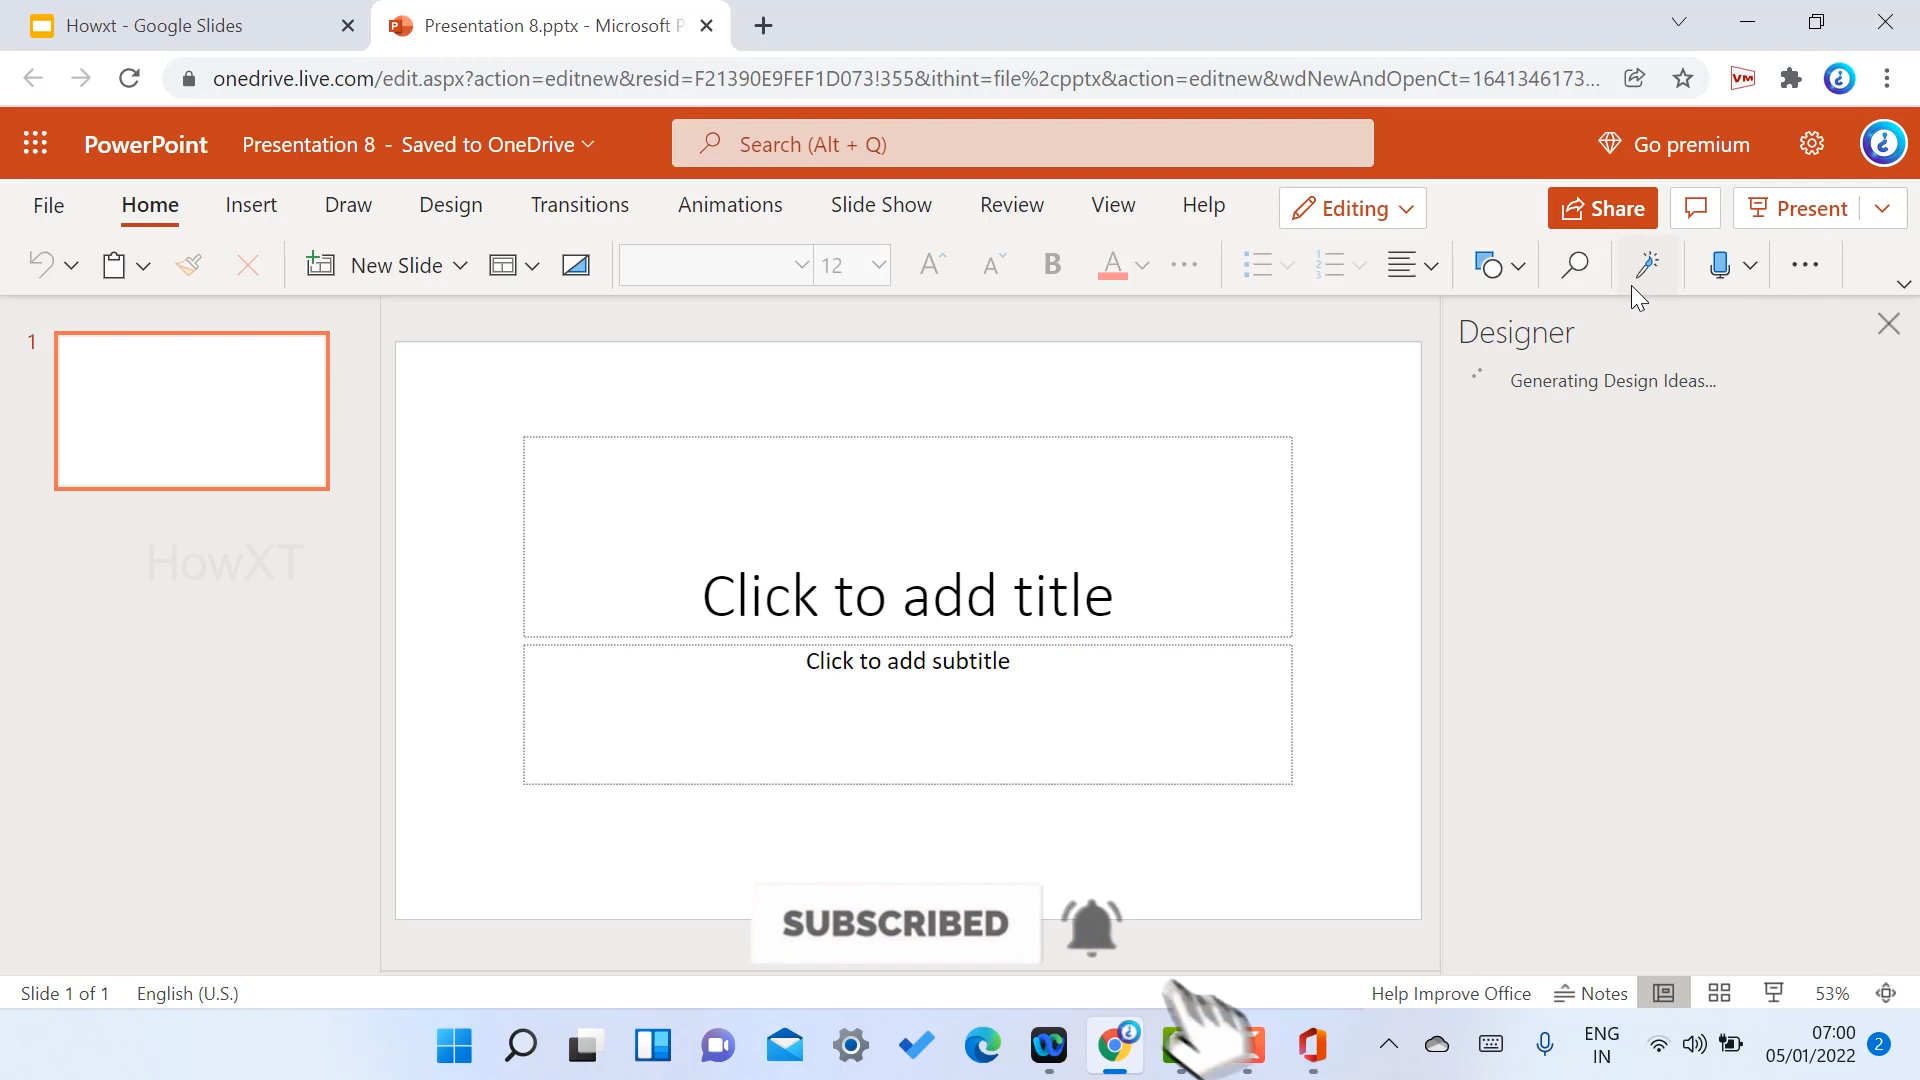 Howxt - Google Slides
Presentation 8.pptx - Microsoft P
onedrive.live.com/edit.aspx?action=editnew&resid=F21390E9FEF1D073!355&ithint=file%2cpptx&action=editnew&wdNewAndOpenCt=1641346173...
VM
PowerPoint
Presentation 8 - Saved to OneDrive
Search (Alt + Q)
Go premium
File
Home
Insert
Draw
Design
Transitions
Animations
Slide Show
Review
View
Help
Editing
Share
Present
New Slide
12
A
A
B
A
1
Designer
Generating Design Ideas...
HowXT
Click to add title
Click to add subtitle
SUBSCRIBED
Slide 1 of 1
English (U.S.)
Help Improve Office
Notes
53%
ENG
IN
07:00
05/01/2022
2